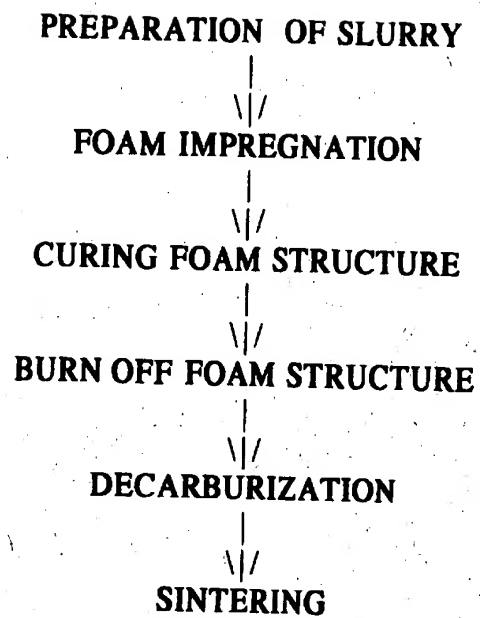 PREPARATION OF SLURRY
FOAM IMPREGNATION
CURING FOAM STRUCTURE
BURN OFF FOAM STRUCTURE
DECARBURIZATION
SINTERING